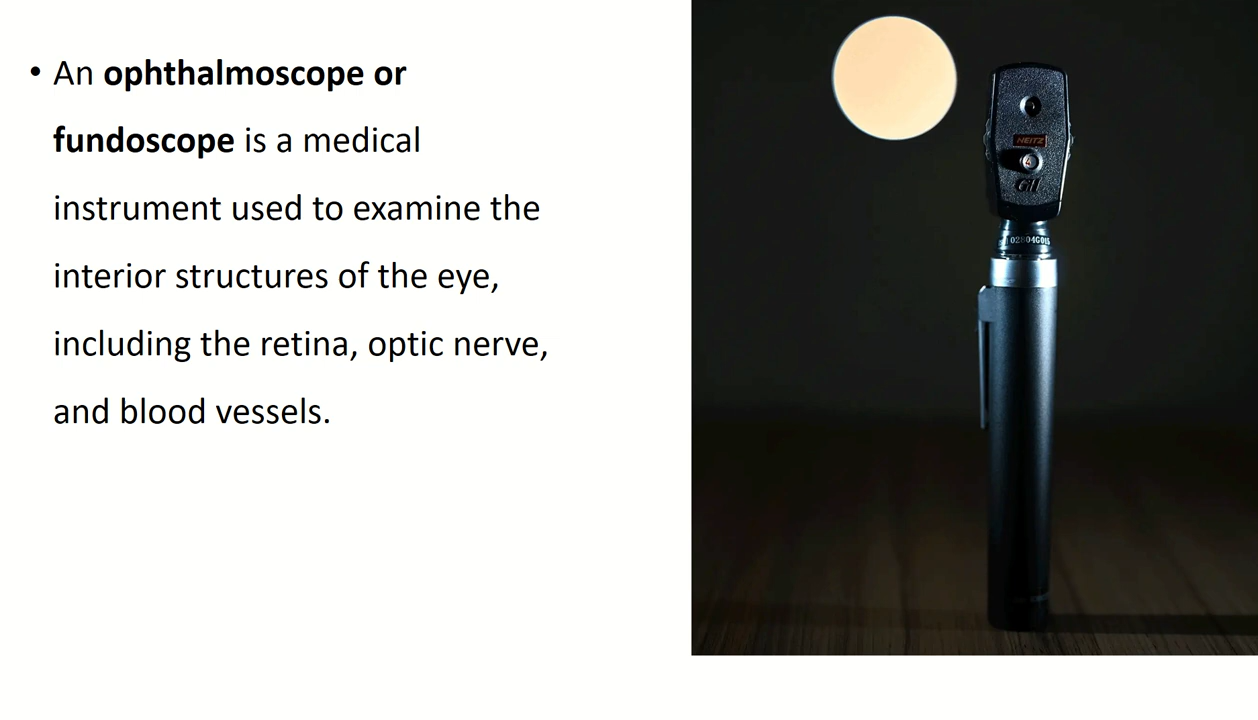 • An ophthalmoscope or
fundoscope is a medical
instrument used to examine the
interior structures of the eye,
including the retina, optic nerve,
and blood vessels.
NEITZ